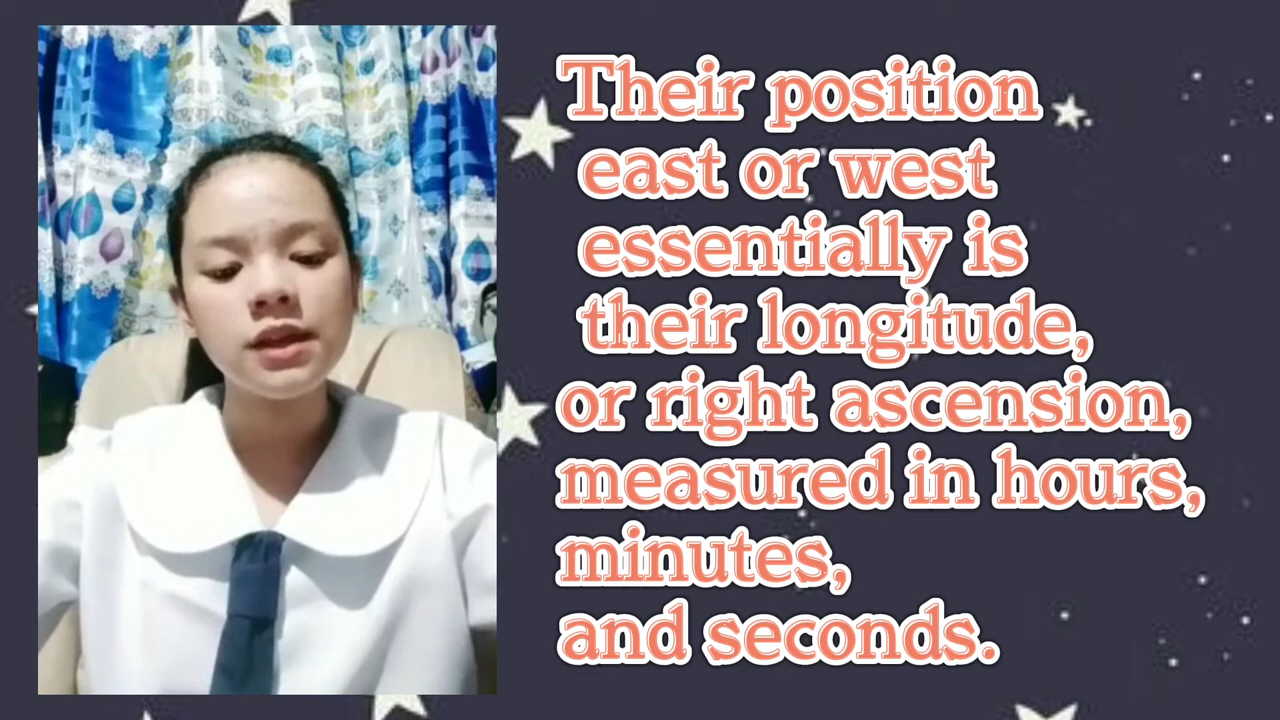 Their position
east or west
essentially is
their longitude,
or right ascension,
measured in hours,
minutes,
and seconds.